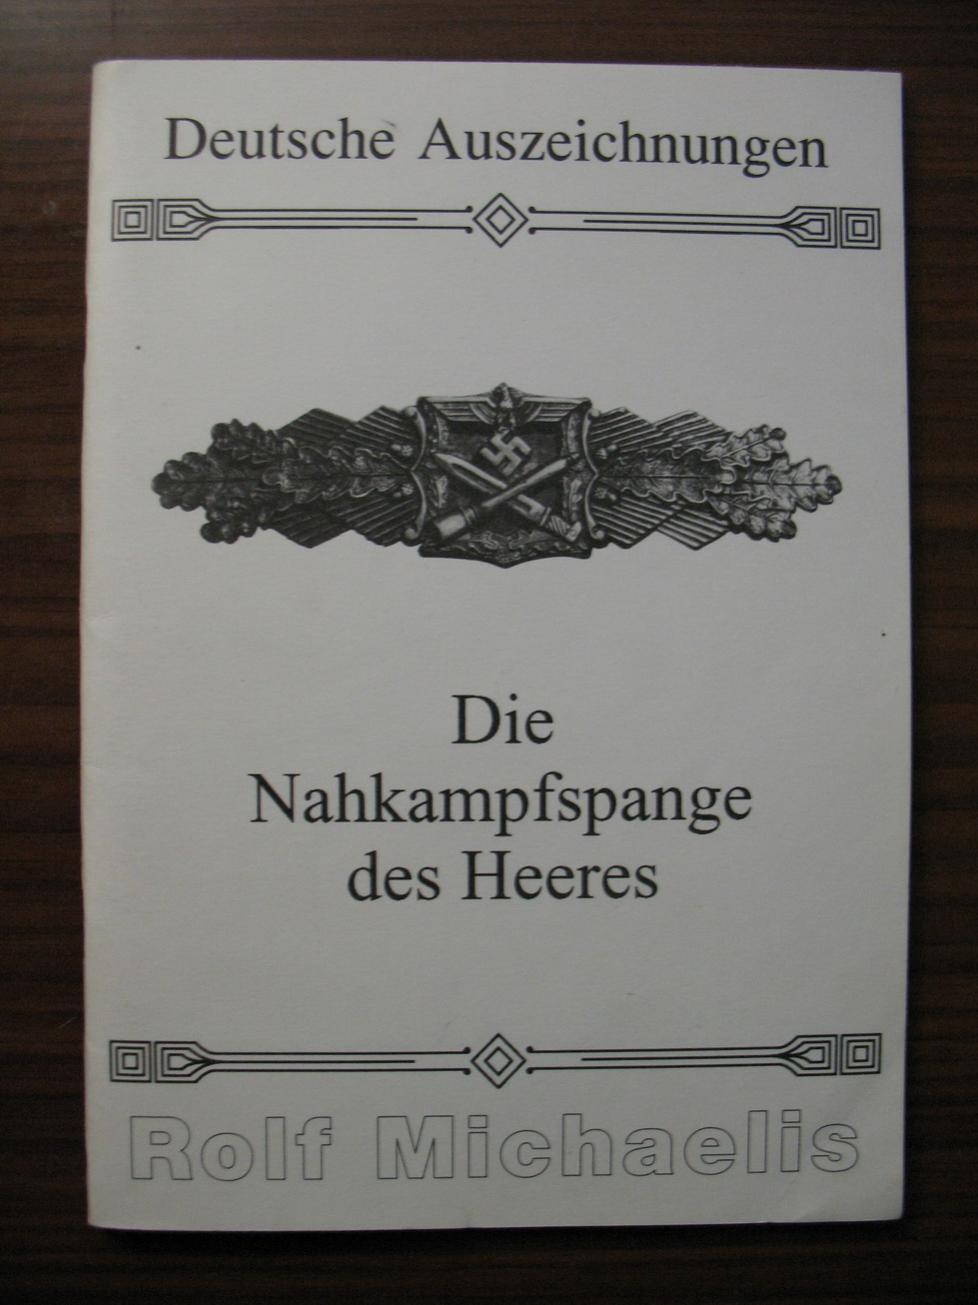 Deutsche Auszeichnungen
Die
Nahkampfspange
des Heeres
Rolf Michaelis